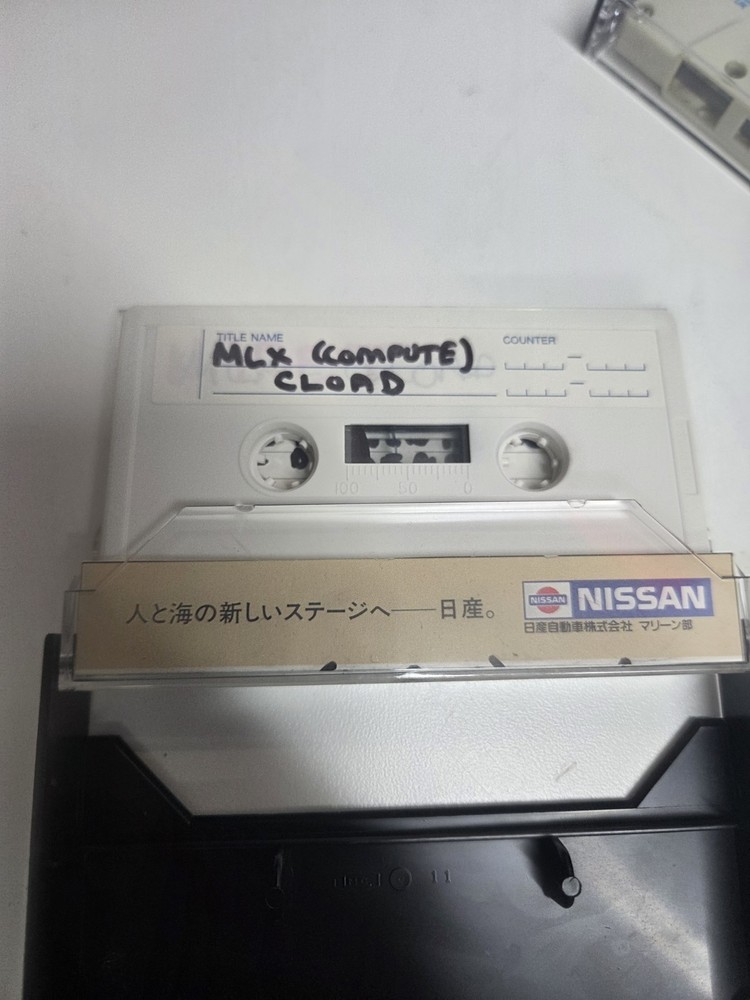 TITLE NAME
COUNTER
MLX (COMPUTE)
CLOAD
100 50 0
人と海の新しいステージへ――日産。
NISSAN NISSAN
日産自動車株式会社 マリーン部
11